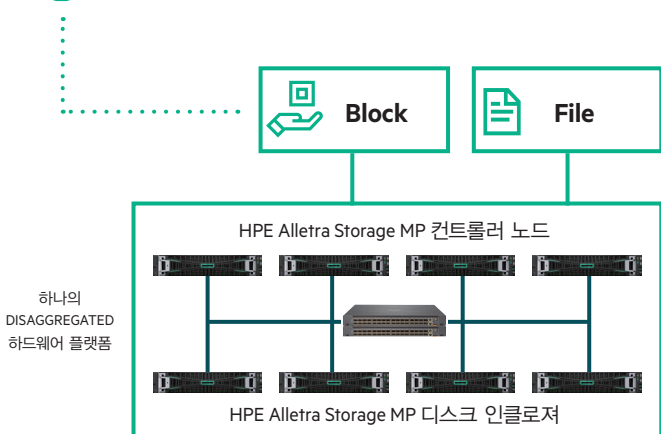 Block
File
HPE Alletra Storage MP 컨트롤러 노드
하나의
DISAGGREGATED
하드웨어 플랫폼
HPE Alletra Storage MP 디스크 인클로져